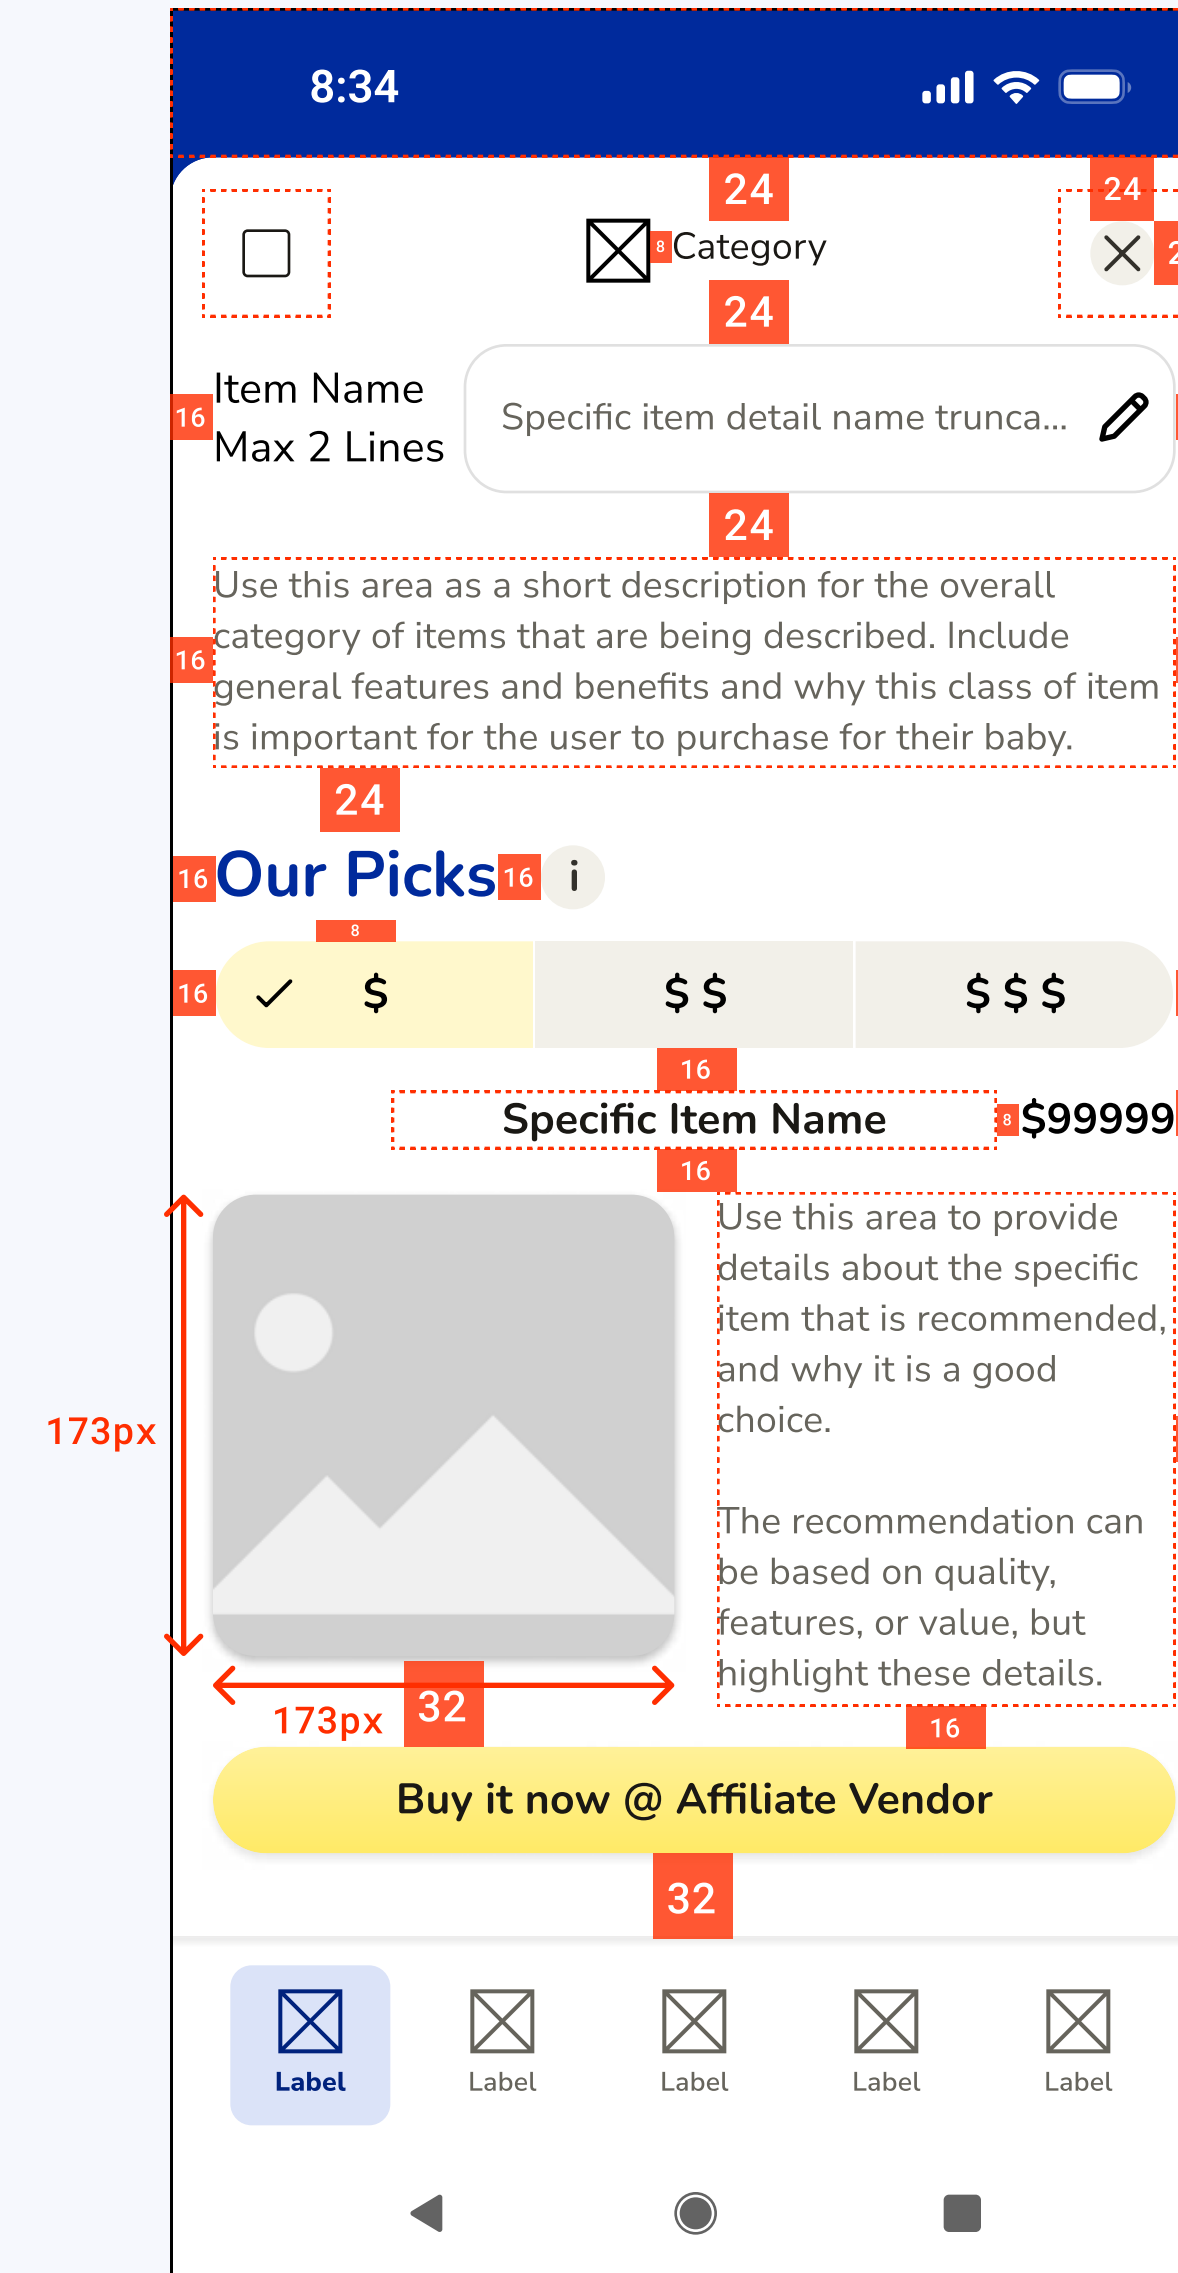 8:34
24
24
8
Category
2
24
Item Name
16
Specific item detail name trunca...
Max 2 Lines
24
Use this area as a short description for the overall
category of items that are being described. Include
16
general features and benefits and why this class of item
is important for the user to purchase for their baby.
24
16
Our Picks
16
i
8
16
$
$ $
$ $ $
16
Specific Item Name
8
$99999
16
Use this area to provide
details about the specific
item that is recommended,
and why it is a good
choice.
173px
The recommendation can
be based on quality,
features, or value, but
highlight these details.
173px
32
16
Buy it now @ Affiliate Vendor
32
Label
Label
Label
Label
Label